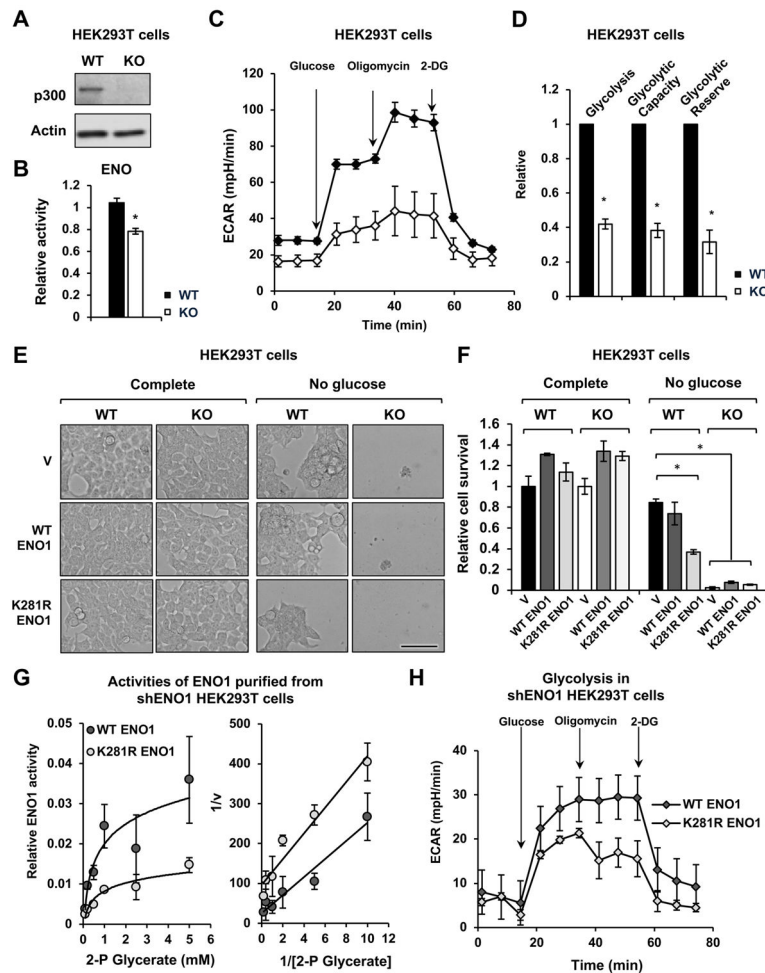 A
HEK293T cells
WT KO
p300
Actin
B
ENO
Relative activity
1.2
1
0.8
0.6
0.4
0.2
0
*
WT
KO
C
HEK293T cells
Glucose Oligomycin 2-DG
ECAR (mpH/min)
120
100
80
60
40
20
0
0 20 40 60 80
Time (min)
D
HEK293T cells
Glycolysis
Glycolytic
Capacity
Glycolytic
Reserve
Relative
1.2
1
0.8
0.6
0.4
0.2
0
* * *
WT
KO
E
HEK293T cells
Complete No glucose
WT KO WT KO
V
WT
ENO1
K281R
ENO1
F
HEK293T cells
Complete No glucose
WT KO WT KO
Relative cell survival
1.6
1.4
1.2
1
0.8
0.6
0.4
0.2
0
*
*
V
WT ENO1
K281R ENO1
V
WT ENO1
K281R ENO1
V
WT ENO1
K281R ENO1
V
WT ENO1
K281R ENO1
G
Activities of ENO1 purified from
shENO1 HEK293T cells
Relative ENO1 activity
0.05
0.04
0.03
0.02
0.01
0
WT ENO1
K281R ENO1
0 1 2 3 4 5 6
2-P Glycerate (mM)
1/v
500
400
300
200
100
0
0 2 4 6 8 10 12
1/[2-P Glycerate]
H
Glycolysis in
shENO1 HEK293T cells
Glucose Oligomycin 2-DG
ECAR (mpH/min)
40
30
20
10
0
WT ENO1
K281R ENO1
0 20 40 60 80
Time (min)